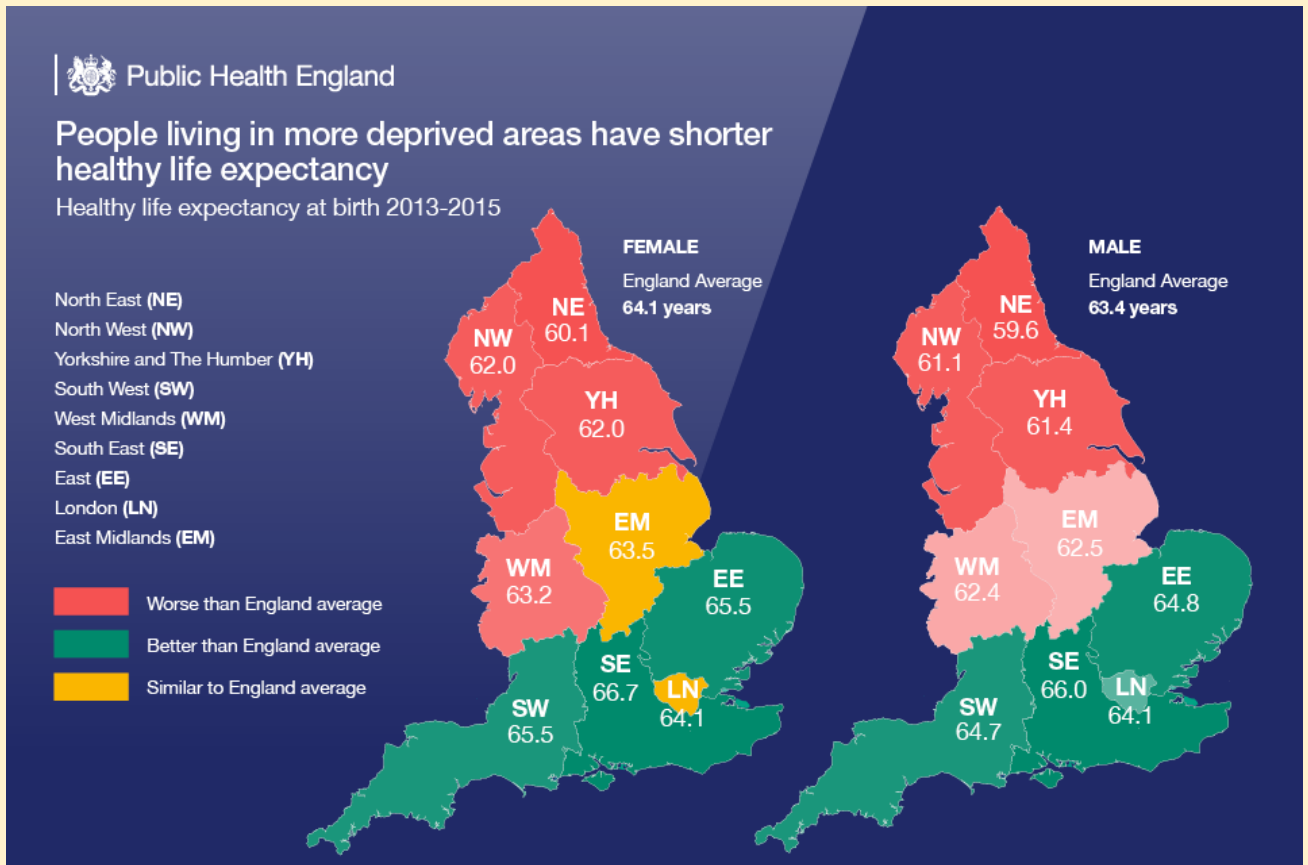 Public Health England
People living in more deprived areas have shorter
healthy life expectancy
Healthy life expectancy at birth 2013-2015
North East (NE)
North West (NW)
Yorkshire and The Humber (YH)
South West (SW)
West Midlands (WM)
South East (SE)
East (EE)
London (LN)
East Midlands (EM)
Worse than England average
Better than England average
Similar to England average
FEMALE
England Average
64.1 years
NE
60.1
NW
62.0
YH
62.0
EM
63.5
WM
63.2
EE
65.5
SE
66.7
LN
64.1
SW
65.5
MALE
England Average
63.4 years
NE
59.6
NW
61.1
YH
61.4
EM
62.5
WM
62.4
EE
64.8
SE
66.0
LN
64.1
SW
64.7